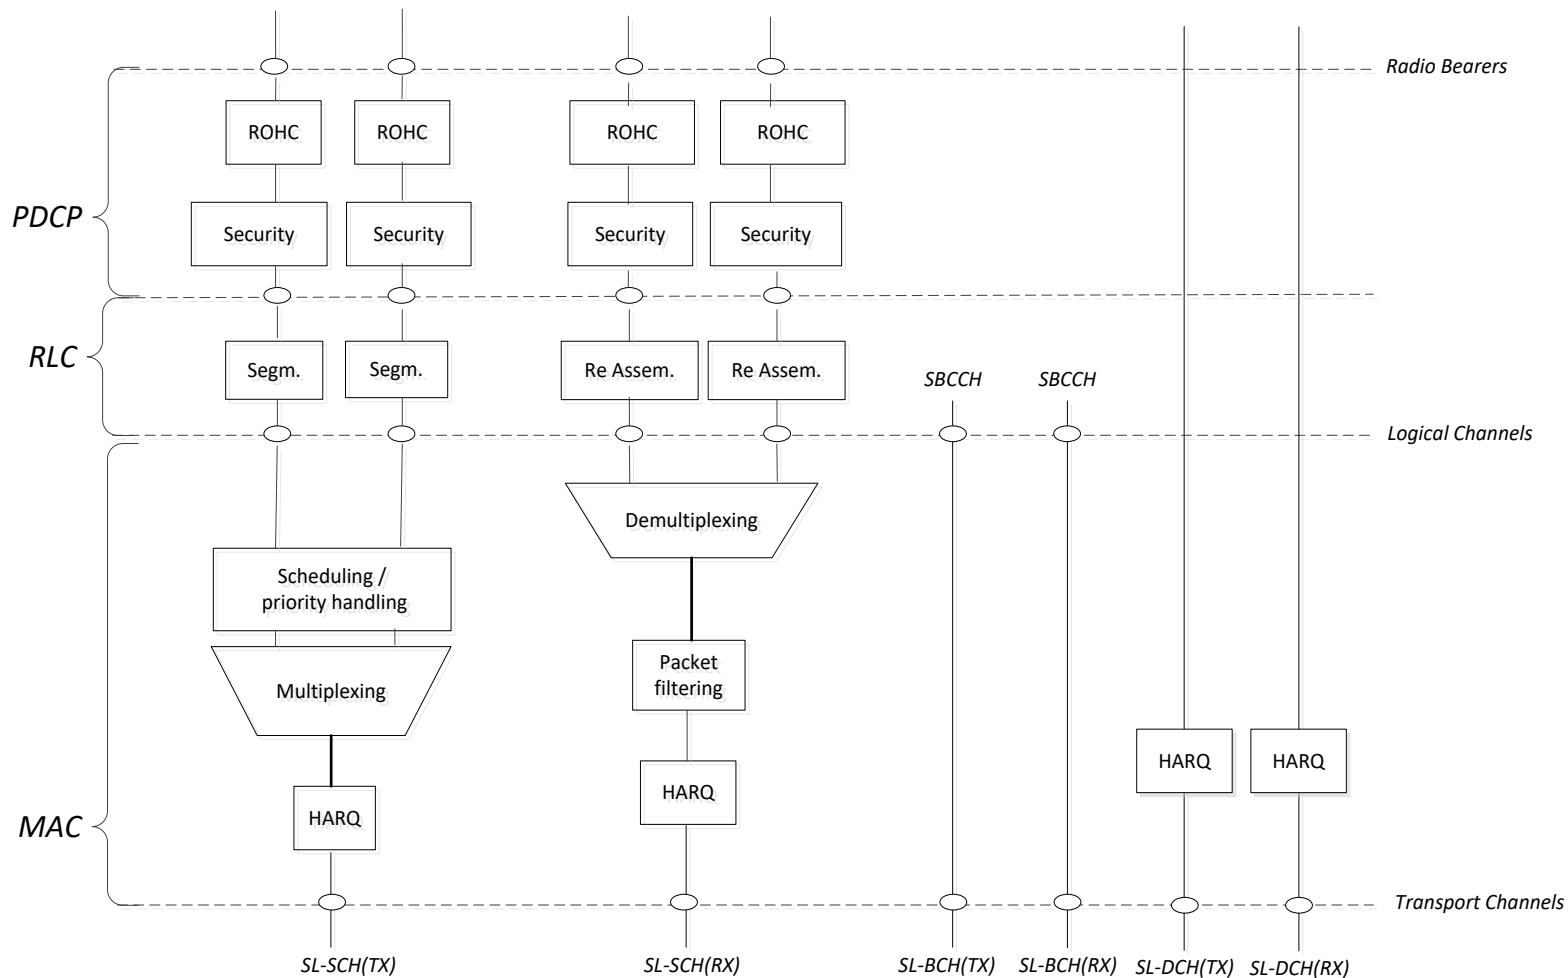 Radio Bearers
ROHC ROHC ROHC ROHC
PDCP
Security Security Security Security
RLC
Segm. Segm. Re Assem. Re Assem.
SBCCH SBCCH
Logical Channels
Demultiplexing
Scheduling /
priority handling
Packet
filtering
Multiplexing
HARQ HARQ
HARQ
HARQ
MAC
Transport Channels
SL-SCH(TX) SL-SCH(RX) SL-BCH(TX) SL-BCH(RX) SL-DCH(TX) SL-DCH(RX)